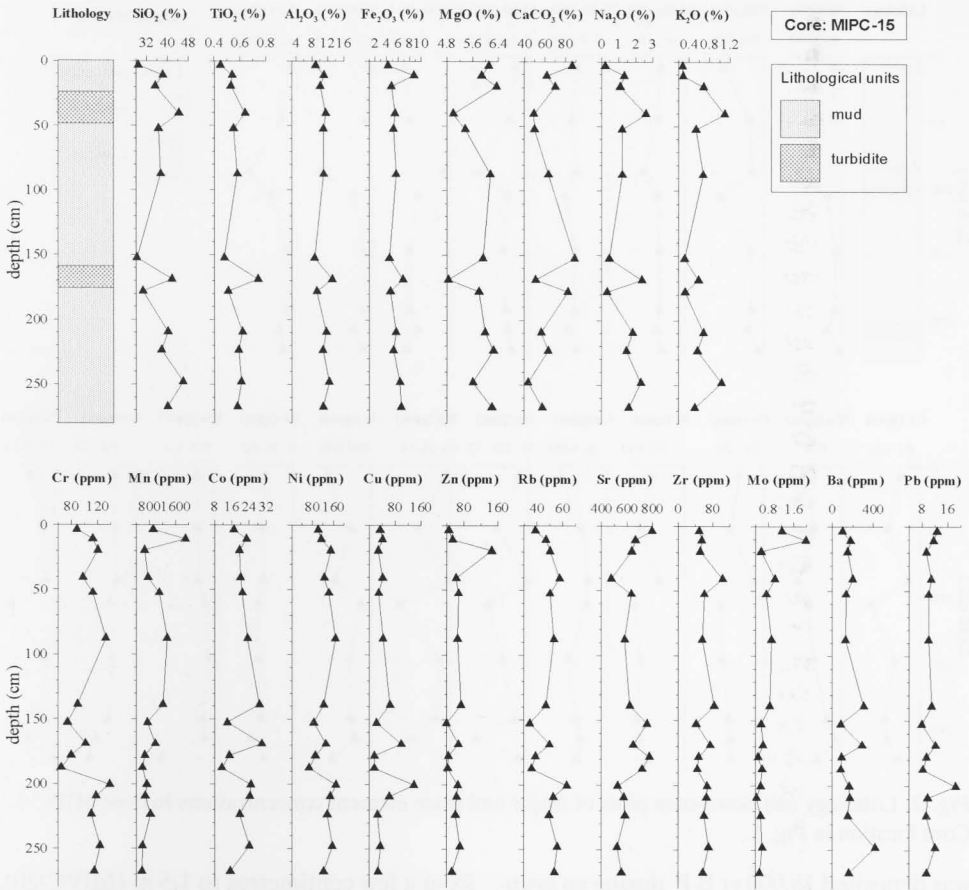 Lithology SiO₂ (%) TiO₂ (%) Al₂O₃ (%) Fe₂O₃ (%) MgO (%) CaCO₃ (%) Na₂O (%) K₂O (%)
32 40 48 0.4 0.6 0.8 4 8 12 16 2 4 6 8 10 4.8 5.6 6.4 40 60 80 0 1 2 3 0.4 0.8 1.2
Core: MIPC-15
Lithological units
mud
turbidite
0
50
100
150
200
250
depth (cm)
Cr (ppm) Mn (ppm) Co (ppm) Ni (ppm) Cu (ppm) Zn (ppm) Rb (ppm) Sr (ppm) Zr (ppm) Mo (ppm) Ba (ppm) Pb (ppm)
80 120 800 1600 8 16 24 32 80 160 80 160 80 160 40 60 400 600 800 0 80 0.8 1.6 0 400 8 16
0
50
100
150
200
250
depth (cm)